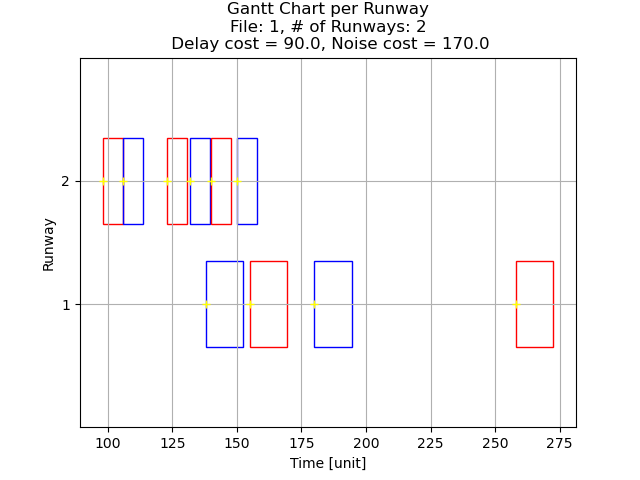 Gantt Chart per Runway
File: 1, # of Runways: 2
Delay cost = 90.0, Noise cost = 170.0
Runway
2
1
100 125 150 175 200 225 250 275
Time [unit]